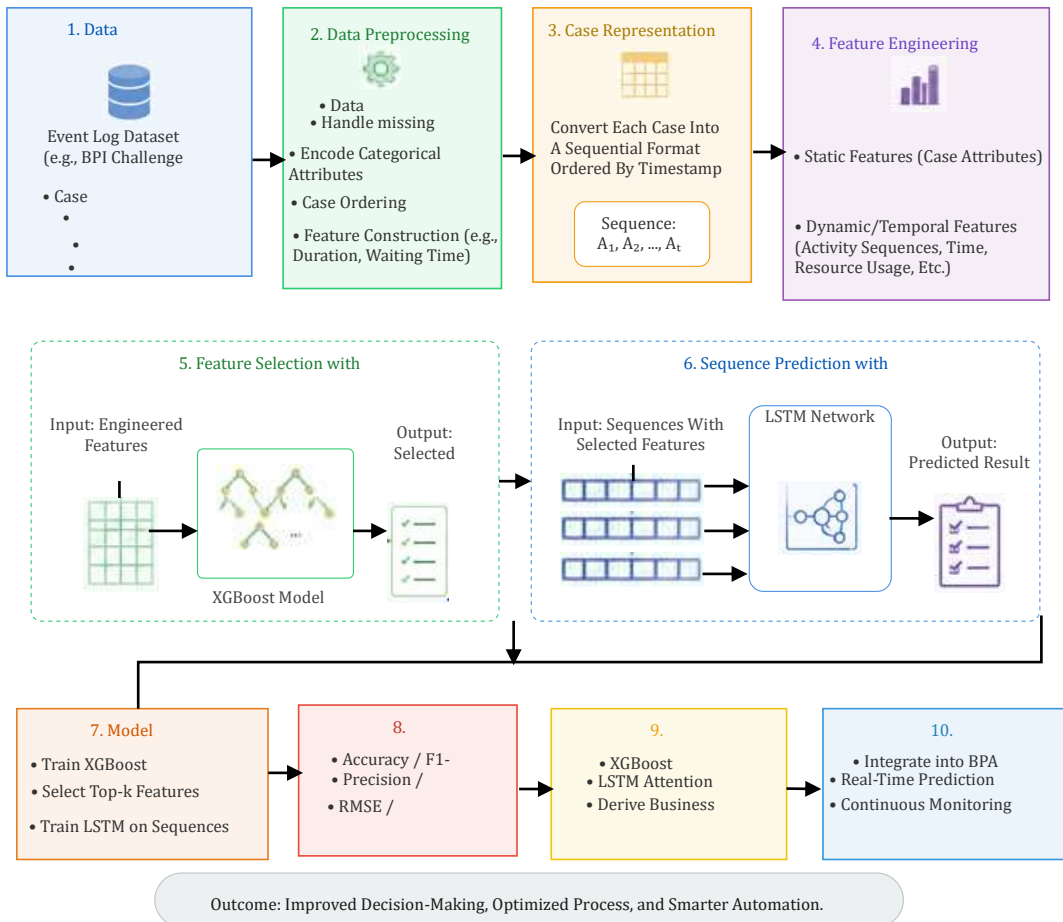 1. Data
Event Log Dataset
(e.g., BPI Challenge
• Case
•
•
•
2. Data Preprocessing
• Data
• Handle missing
• Encode Categorical
Attributes
• Case Ordering
• Feature Construction (e.g.,
Duration, Waiting Time)
3. Case Representation
Convert Each Case Into
A Sequential Format
Ordered By Timestamp
Sequence:
A₁, A₂, ..., Aₜ
4. Feature Engineering
• Static Features (Case Attributes)
• Dynamic/Temporal Features
(Activity Sequences, Time,
Resource Usage, Etc.)
5. Feature Selection with
Input: Engineered
Features
...
XGBoost Model
Output:
Selected
6. Sequence Prediction with
Input: Sequences With
Selected Features
LSTM Network
Output:
Predicted Result
7. Model
• Train XGBoost
• Select Top-k Features
• Train LSTM on Sequences
8.
• Accuracy / F1-
• Precision /
• RMSE /
9.
• XGBoost
• LSTM Attention
• Derive Business
10.
• Integrate into BPA
• Real-Time Prediction
• Continuous Monitoring
Outcome: Improved Decision-Making, Optimized Process, and Smarter Automation.